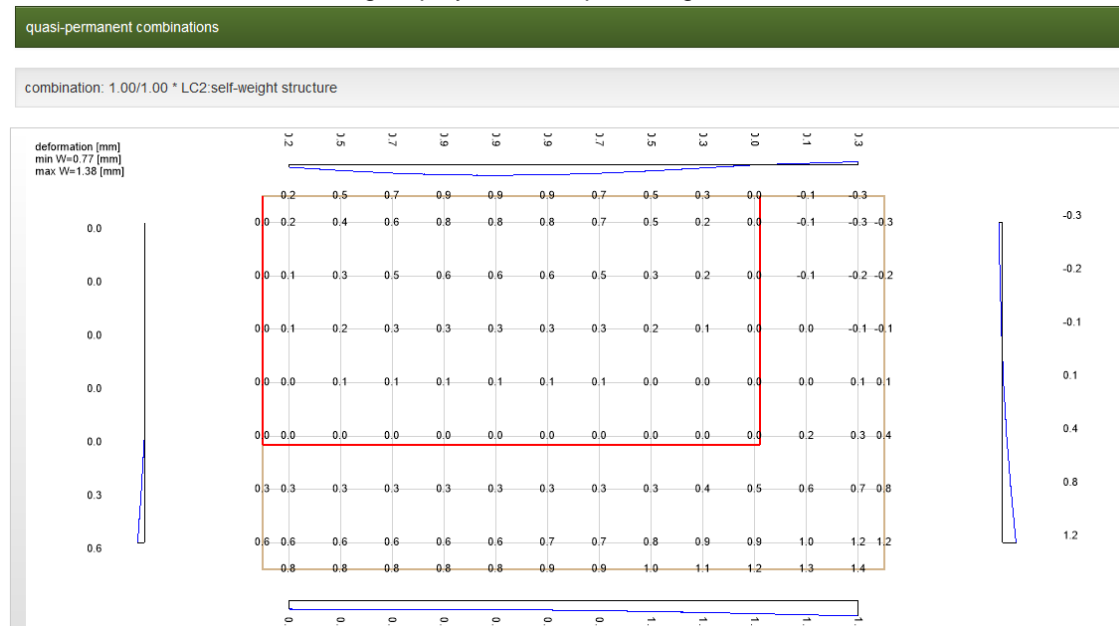 quasi-permanent combinations
combination: 1.00/1.00 * LC2:self-weight structure
deformation [mm]
min W=0.77 [mm]
max W=1.38 [mm]
0.2 0.5 0.7 0.9 0.9 0.9 0.7 0.5 0.3 0.0 -0.1 -0.3
0.0 0.0 0.2 0.4 0.6 0.8 0.8 0.8 0.7 0.5 0.2 0.0 -0.1 -0.3 -0.3 -0.3
0.0 0.0 0.1 0.3 0.5 0.6 0.6 0.6 0.5 0.3 0.2 0.0 -0.1 -0.2 -0.2 -0.2
0.0 0.0 0.1 0.2 0.3 0.3 0.3 0.3 0.3 0.2 0.1 0.0 0.0 -0.1 -0.1 -0.1
0.0 0.0 0.0 0.1 0.1 0.1 0.1 0.1 0.1 0.0 0.0 0.0 0.0 0.1 0.1 0.1
0.0 0.0 0.0 0.0 0.0 0.0 0.0 0.0 0.0 0.0 0.0 0.0 0.2 0.3 0.4 0.4
0.3 0.3 0.3 0.3 0.3 0.3 0.3 0.3 0.3 0.3 0.4 0.5 0.6 0.7 0.8 0.8
0.6 0.6 0.6 0.6 0.6 0.6 0.6 0.7 0.7 0.8 0.9 0.9 1.0 1.2 1.2 1.2
0.8 0.8 0.8 0.8 0.8 0.9 0.9 1.0 1.1 1.2 1.3 1.4